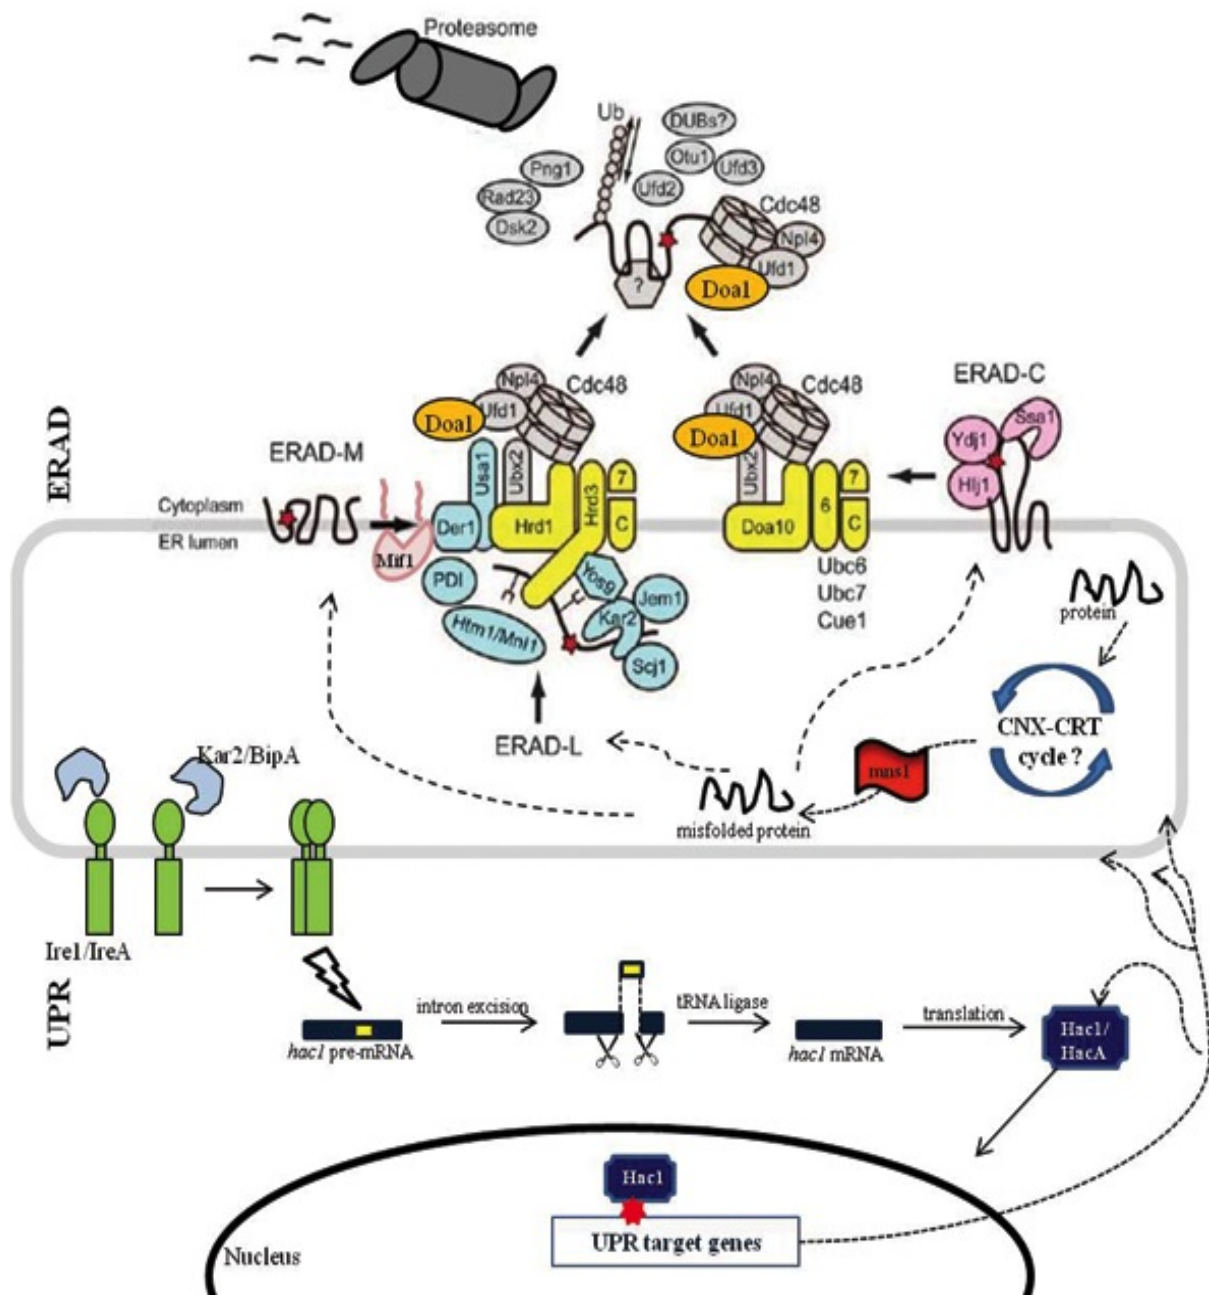 Proteasome
Ub
DUBs?
Otu1
Ufd3
Ufd2
Png1
Rad23
Dsk2
Cdc48
Npl4
Ufd1
Doa1
?
ERAD
ERAD-M
Cytoplasm
ER lumen
Npl4
Cdc48
Ufd1
Doa1
Usa1
Ubx2
Mif1
Der1
Hrd1
Hrd3
7
C
PDI
Htm1/Mnl1
Yos9
Jem1
Kar2
Scj1
ERAD-L
Npl4
Cdc48
Ufd1
Doa1
Ubx2
Doa10
6
7
C
Ubc6
Ubc7
Cue1
ERAD-C
Ssa1
Ydj1
Hlj1
protein
CNX-CRT
cycle ?
mns1
misfolded protein
Kar2/BipA
Ire1/IreA
UPR
hac1 pre-mRNA
intron excision
tRNA ligase
hac1 mRNA
translation
Hac1/
HacA
Hac1
UPR target genes
Nucleus